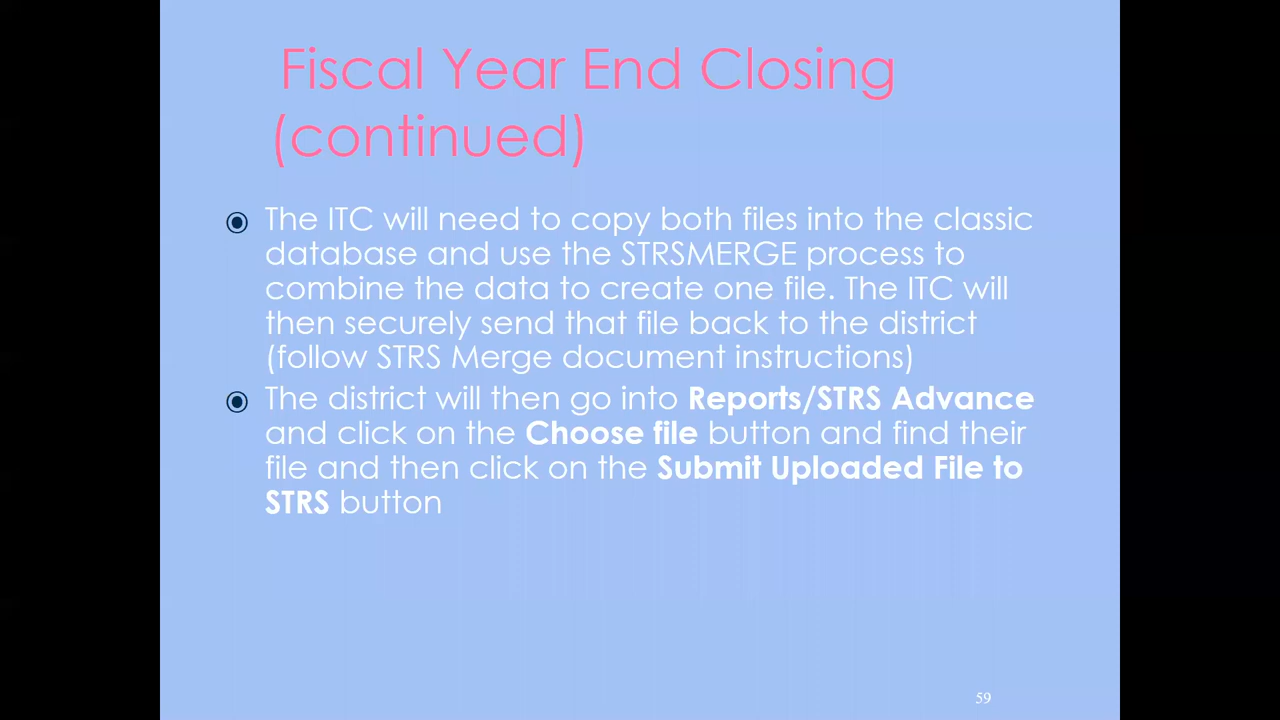 Fiscal Year End Closing
(continued)
The ITC will need to copy both files into the classic
database and use the STRSMERGE process to
combine the data to create one file. The ITC will
then securely send that file back to the district
(follow STRS Merge document instructions)
The district will then go into Reports/STRS Advance
and click on the Choose file button and find their
file and then click on the Submit Uploaded File to
STRS button
59